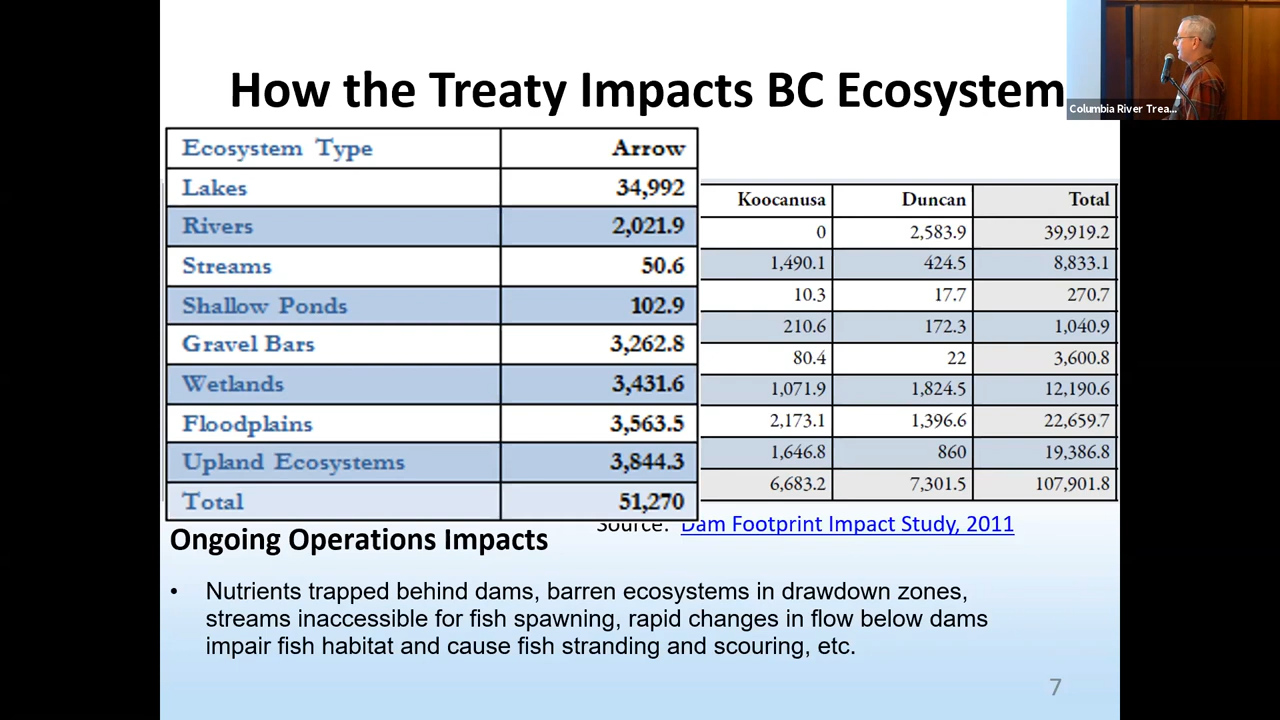 How the Treaty Impacts BC Ecosystem
Columbia River Trea...
Ecosystem Type Arrow
Lakes 34,992
Rivers 2,021.9
Streams 50.6
Shallow Ponds 102.9
Gravel Bars 3,262.8
Wetlands 3,431.6
Floodplains 3,563.5
Upland Ecosystems 3,844.3
Total 51,270
Koocanusa Duncan Total
0 2,583.9 39,919.2
1,490.1 424.5 8,833.1
10.3 17.7 270.7
210.6 172.3 1,040.9
80.4 22 3,600.8
1,071.9 1,824.5 12,190.6
2,173.1 1,396.6 22,659.7
1,646.8 860 19,386.8
6,683.2 7,301.5 107,901.8
Source: Dam Footprint Impact Study, 2011
Ongoing Operations Impacts
• Nutrients trapped behind dams, barren ecosystems in drawdown zones,
streams inaccessible for fish spawning, rapid changes in flow below dams
impair fish habitat and cause fish stranding and scouring, etc.
7